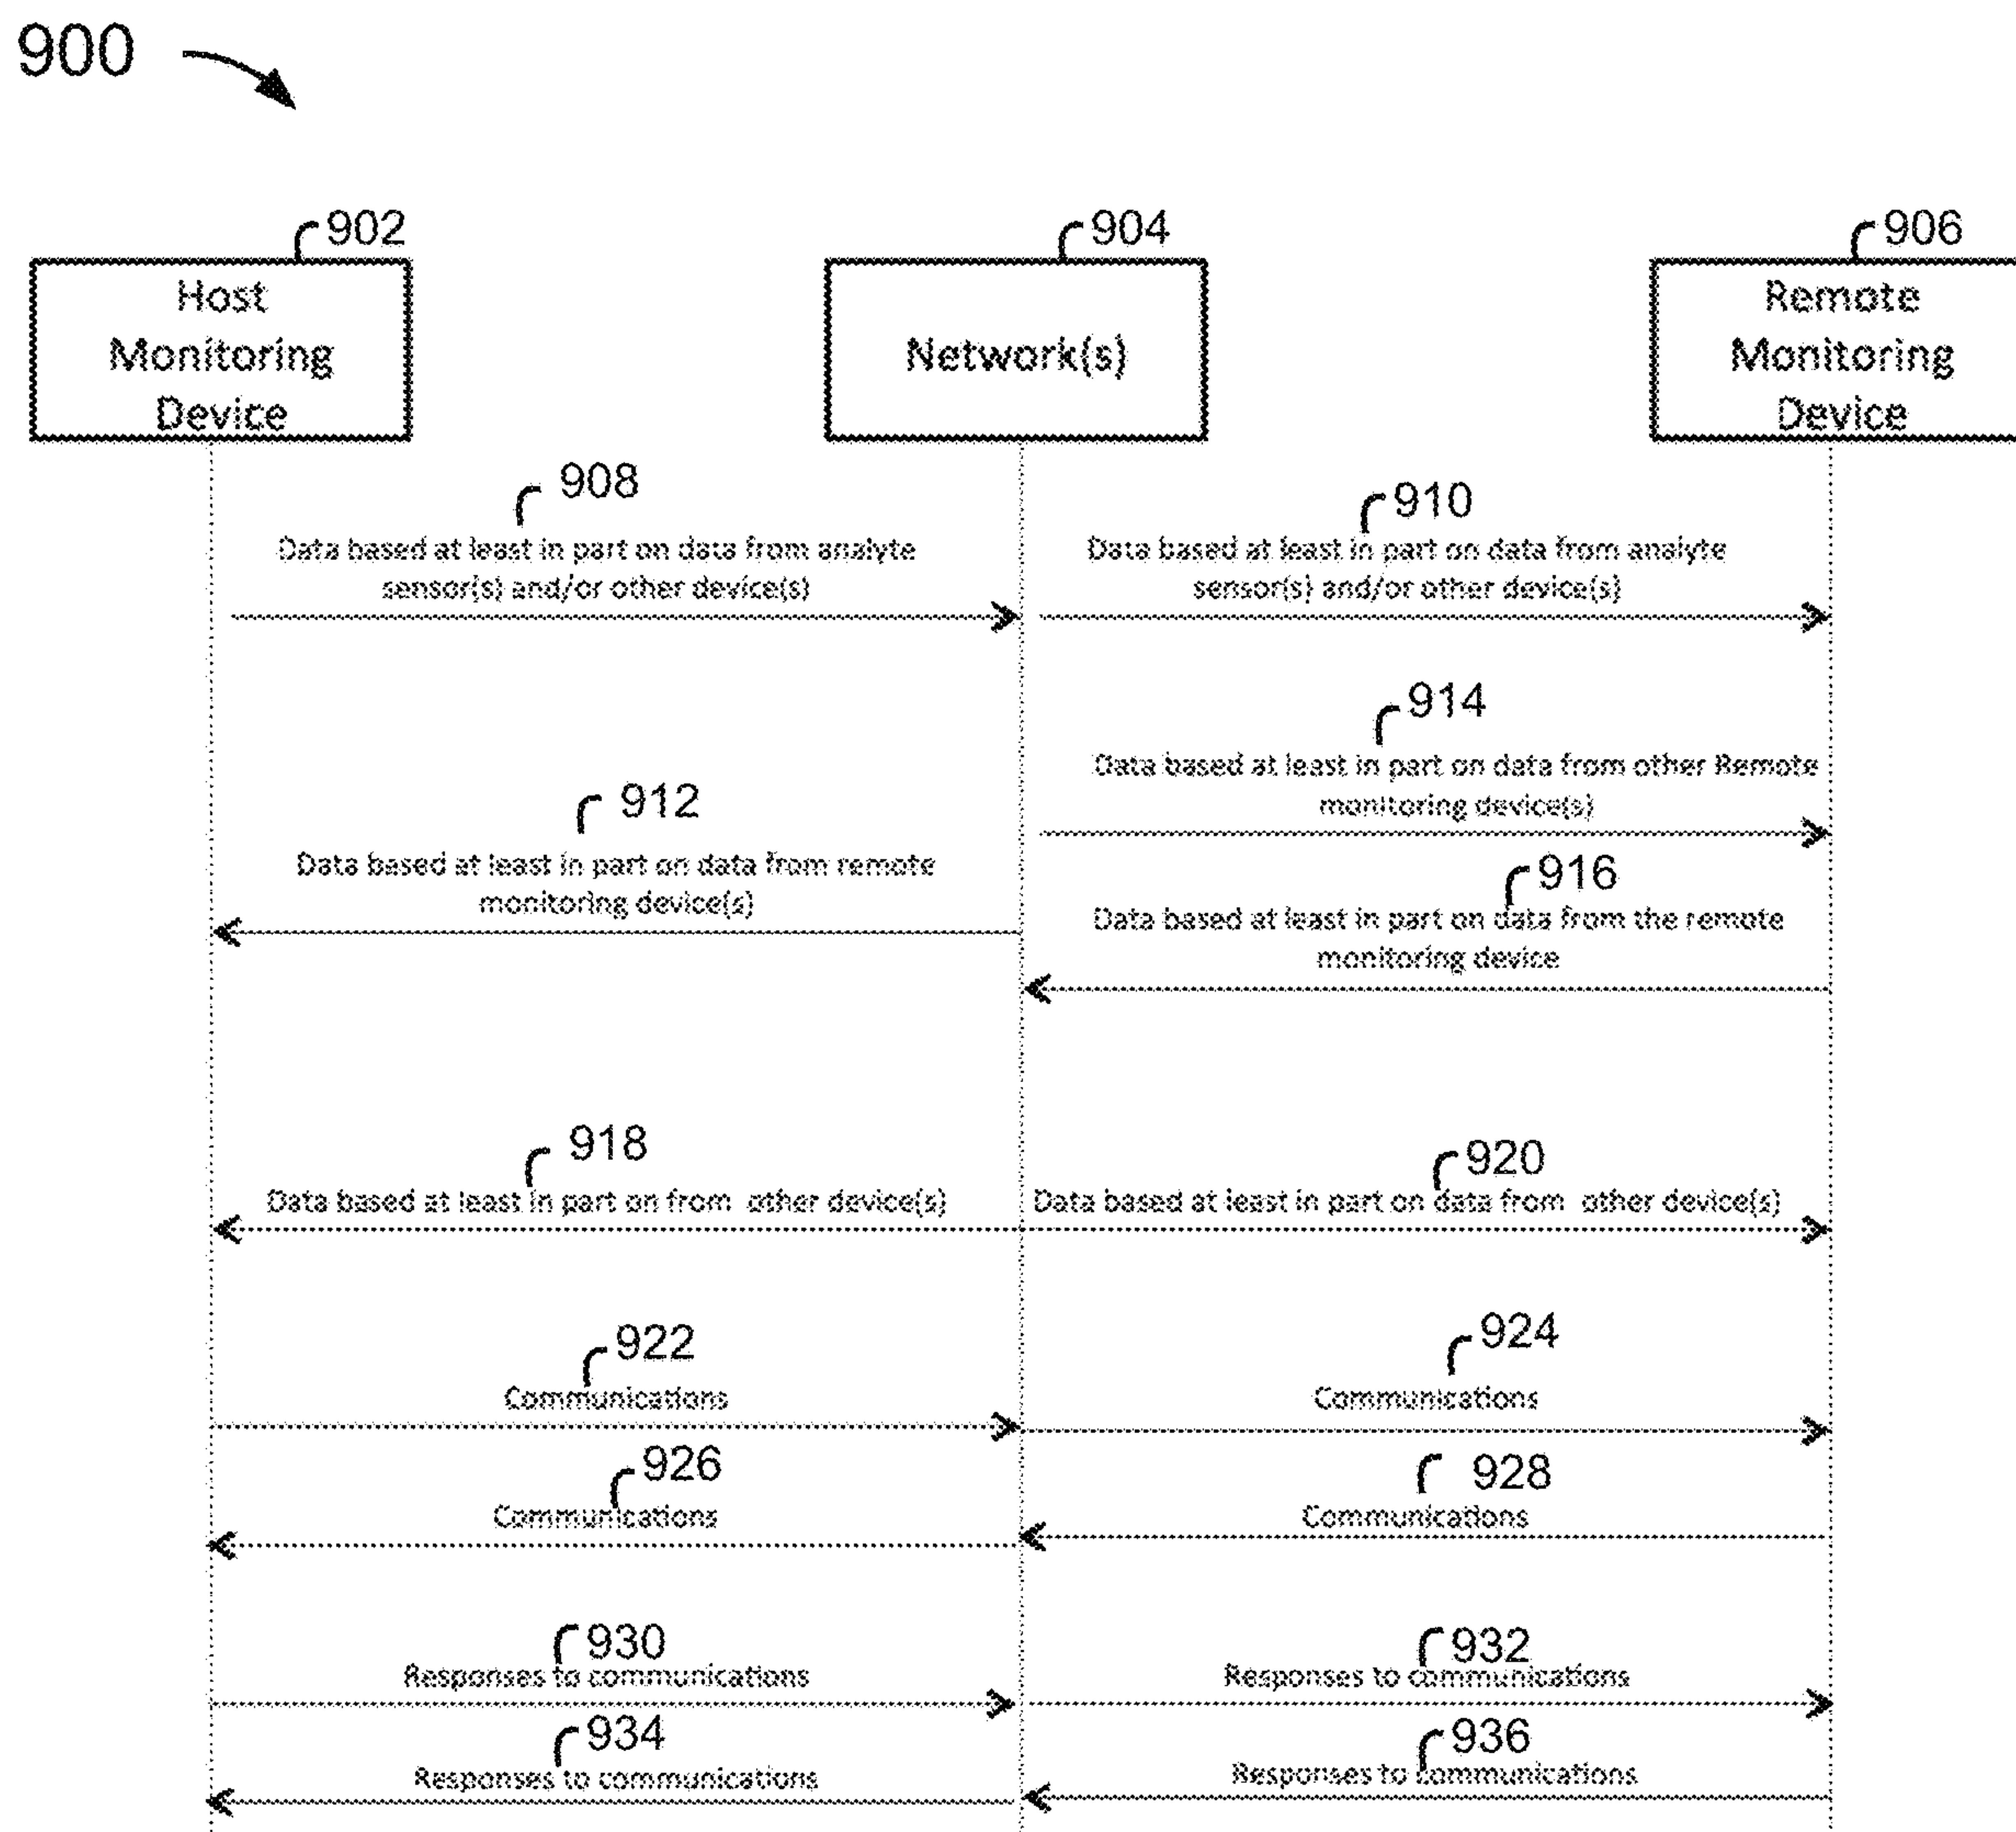 900
902
904
906
Host
Monitoring
Device
Network(s)
Remote
Monitoring
Device
908
Data based at least in part on data from analyte
sensor(s) and/or other device(s)
910
Data based at least in part on data from analyte
sensor(s) and/or other device(s)
914
Data based at least in part on data from other Remote
monitoring device(s)
912
Data based at least in part on data from remote
monitoring device(s)
916
Data based at least in part on data from the remote
monitoring device
918
Data based at least in part on from other device(s)
920
Data based at least in part on data from other device(s)
922
Communications
924
Communications
926
Communications
928
Communications
930
Responses to communications
932
Responses to communications
934
Responses to communications
936
Responses to communications